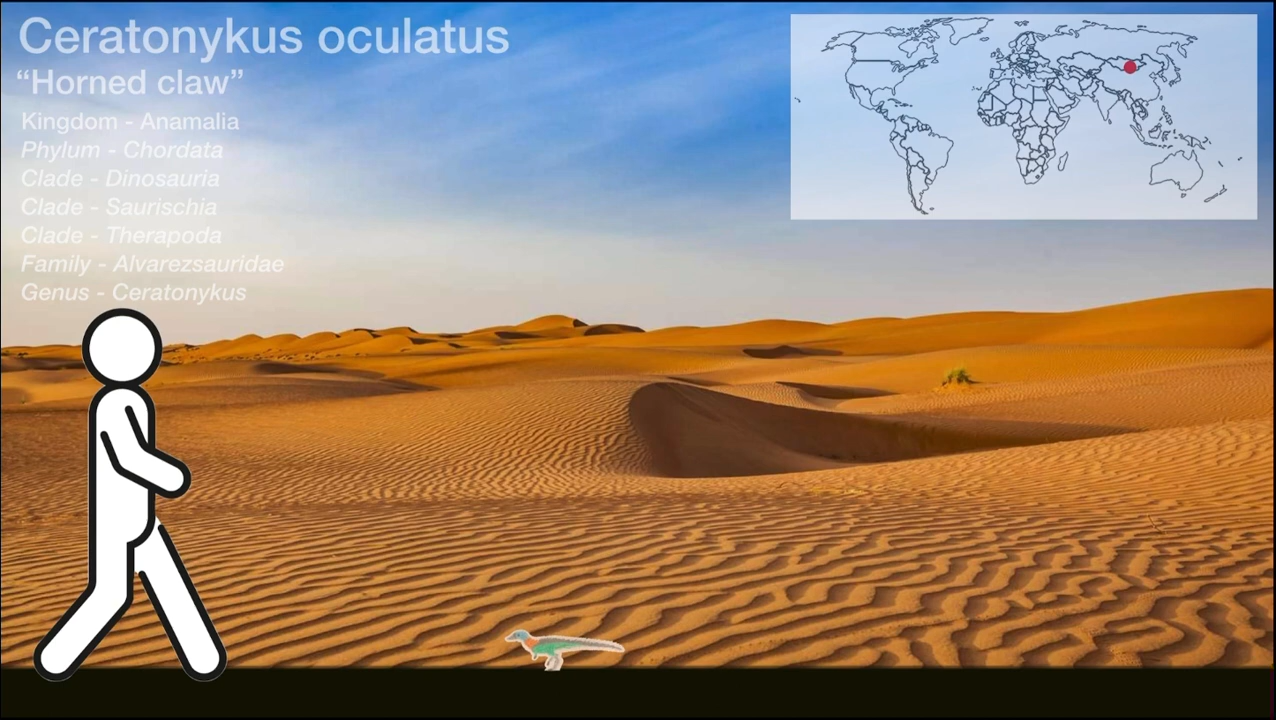 Ceratonykus oculatus
“Horned claw”
Kingdom - Anamalia
Phylum - Chordata
Clade - Dinosauria
Clade - Saurischia
Clade - Therapoda
Family - Alvarezsauridae
Genus - Ceratonykus